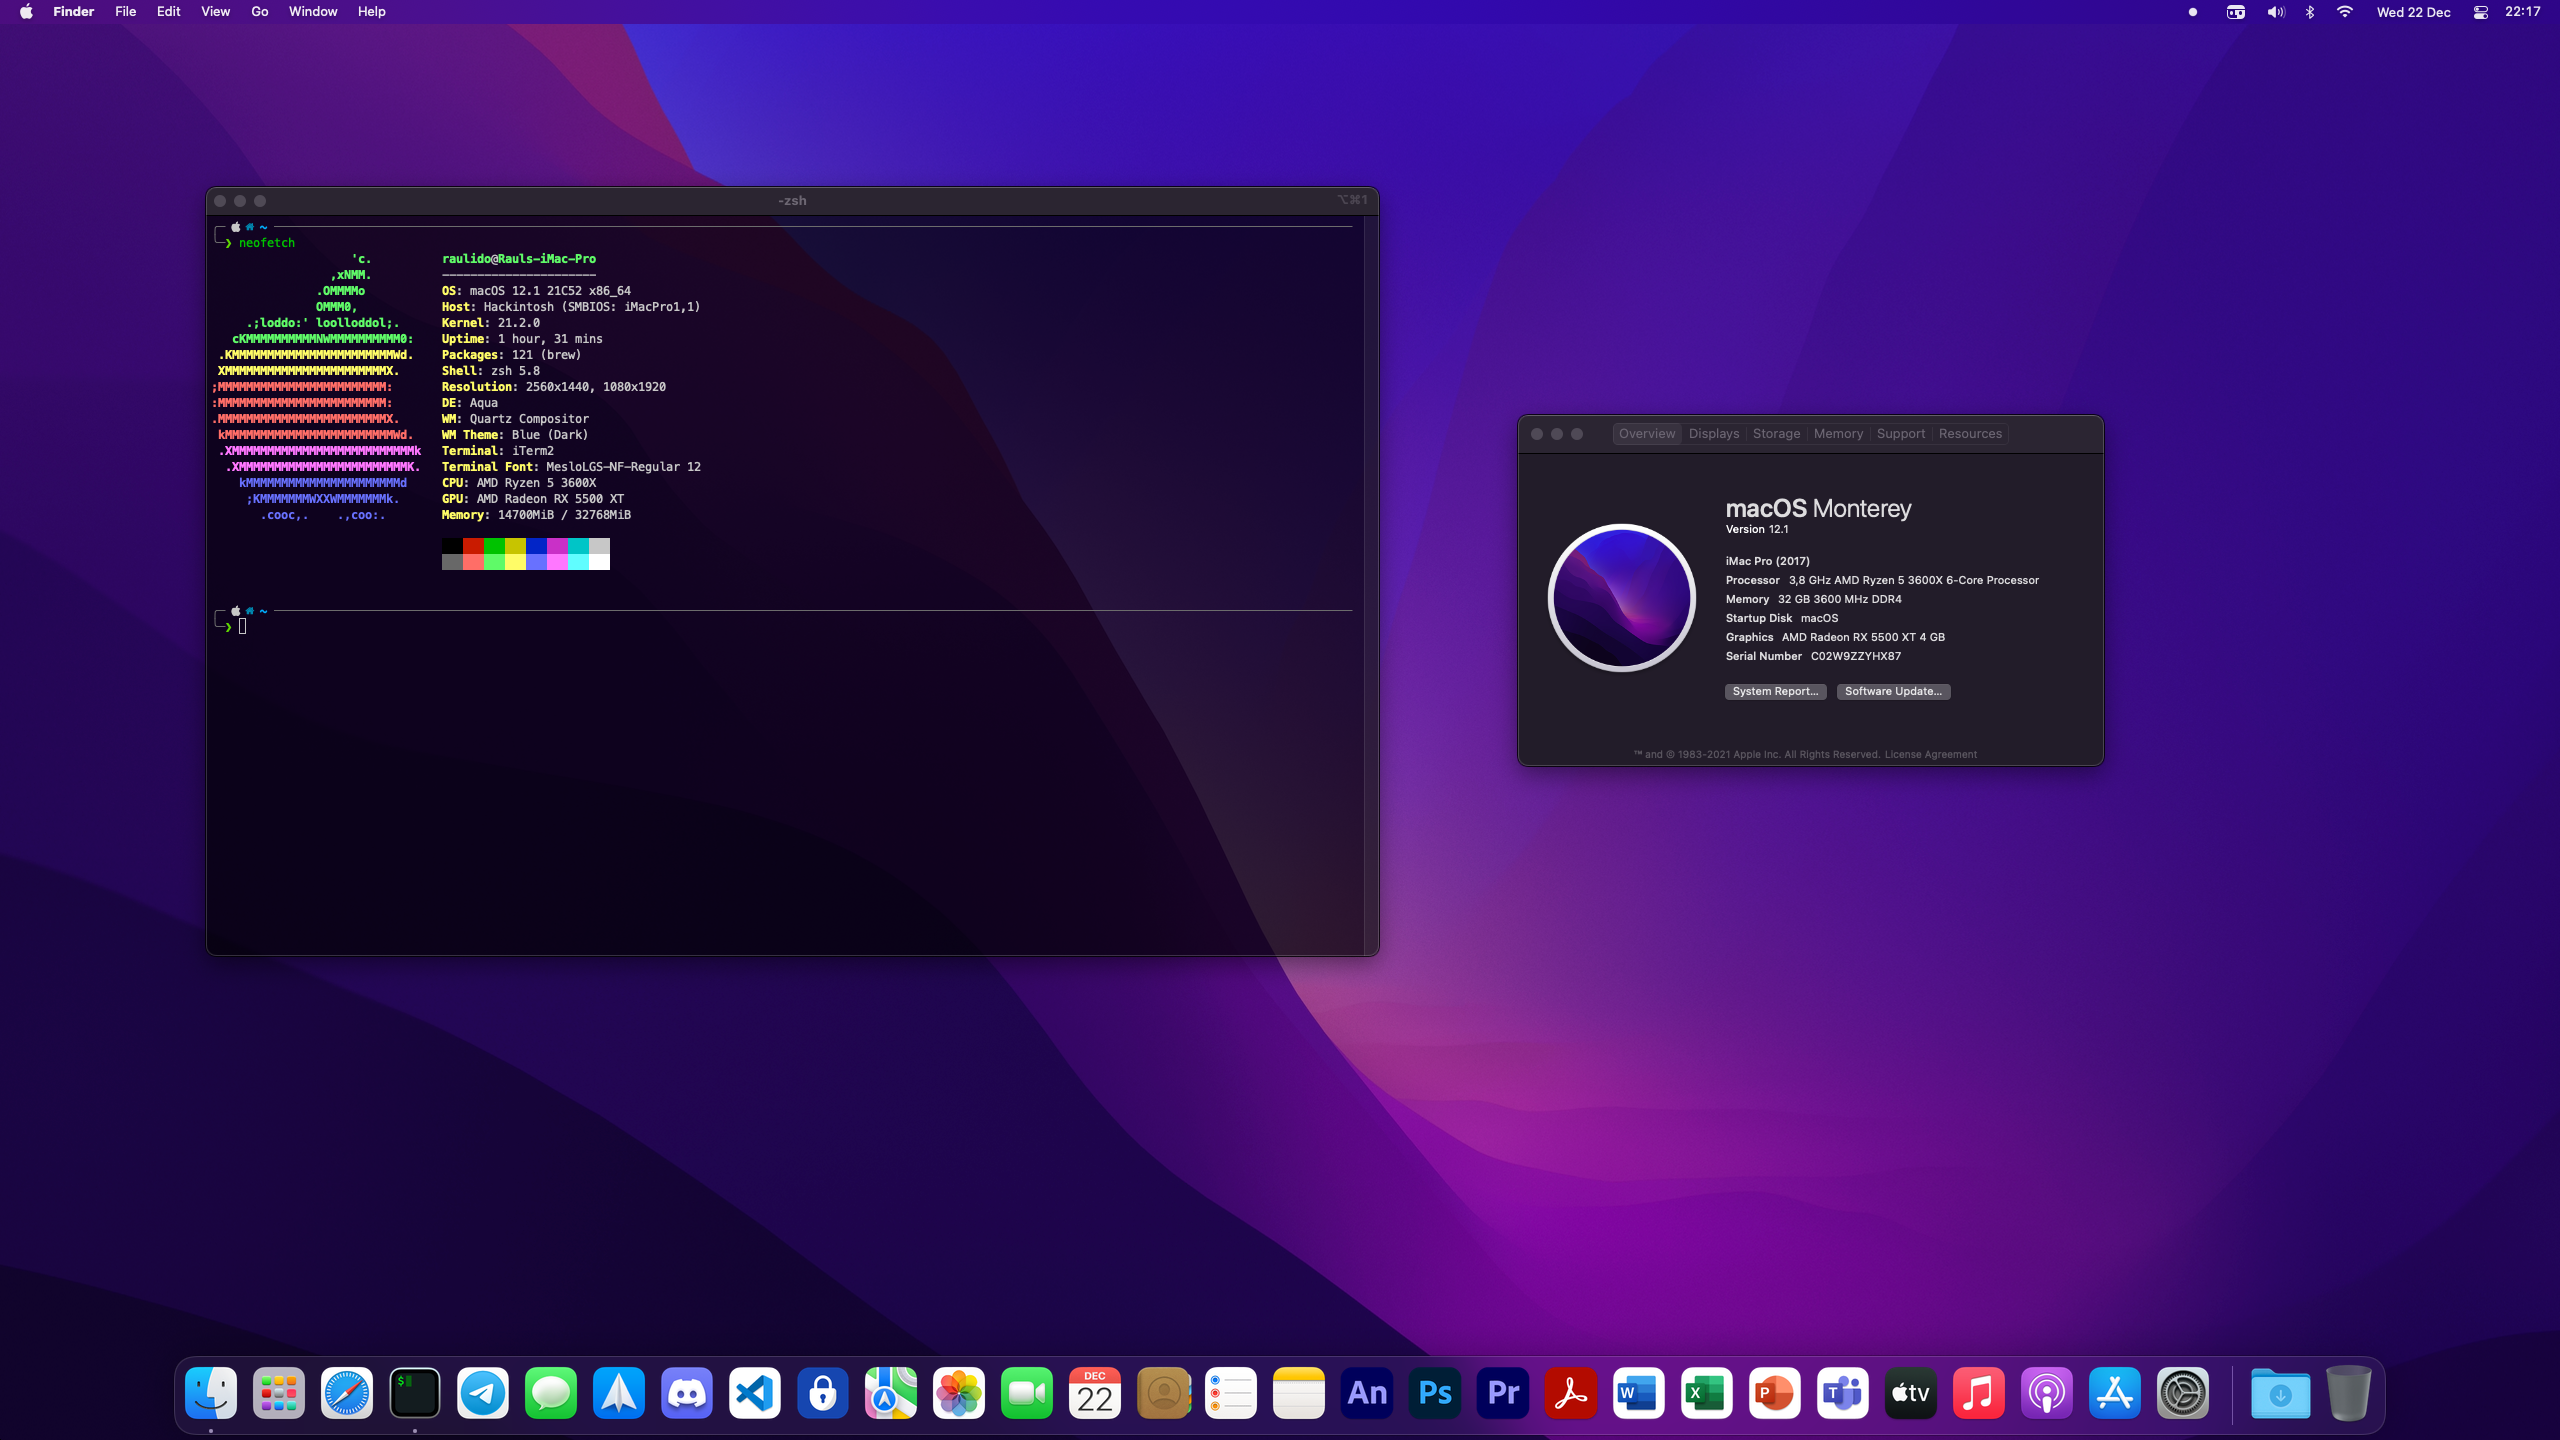 Finder File Edit View Go Window Help
Wed 22 Dec 22:17
-zsh
⌥⌘1
~
❯ neofetch
'c.
,xNMM.
.OMMMMo
OMMM0,
.;loddo:' loolloddol;.
cKMMMMMMMMMMNWMMMMMMMMMM0:
.KMMMMMMMMMMMMMMMMMMMMMMMWd.
XMMMMMMMMMMMMMMMMMMMMMMMX.
;MMMMMMMMMMMMMMMMMMMMMMMM:
:MMMMMMMMMMMMMMMMMMMMMMMM:
.MMMMMMMMMMMMMMMMMMMMMMMMX.
kMMMMMMMMMMMMMMMMMMMMMMMMWd.
.XMMMMMMMMMMMMMMMMMMMMMMMMMMk
.XMMMMMMMMMMMMMMMMMMMMMMMMK.
kMMMMMMMMMMMMMMMMMMMMMMd
;KMMMMMMMWXXWMMMMMMMk.
.cooc,. .,coo:.
raulido@Rauls-iMac-Pro
----------------------
OS: macOS 12.1 21C52 x86_64
Host: Hackintosh (SMBIOS: iMacPro1,1)
Kernel: 21.2.0
Uptime: 1 hour, 31 mins
Packages: 121 (brew)
Shell: zsh 5.8
Resolution: 2560x1440, 1080x1920
DE: Aqua
WM: Quartz Compositor
WM Theme: Blue (Dark)
Terminal: iTerm2
Terminal Font: MesloLGS-NF-Regular 12
CPU: AMD Ryzen 5 3600X
GPU: AMD Radeon RX 5500 XT
Memory: 14700MiB / 32768MiB
~
❯
Overview Displays Storage Memory Support Resources
macOS Monterey
Version 12.1
iMac Pro (2017)
Processor 3,8 GHz AMD Ryzen 5 3600X 6-Core Processor
Memory 32 GB 3600 MHz DDR4
Startup Disk macOS
Graphics AMD Radeon RX 5500 XT 4 GB
Serial Number C02W9ZZYHX87
System Report... Software Update...
™ and © 1983-2021 Apple Inc. All Rights Reserved. License Agreement
$
DEC
22
An
Ps
Pr
W
X
P
T
tv